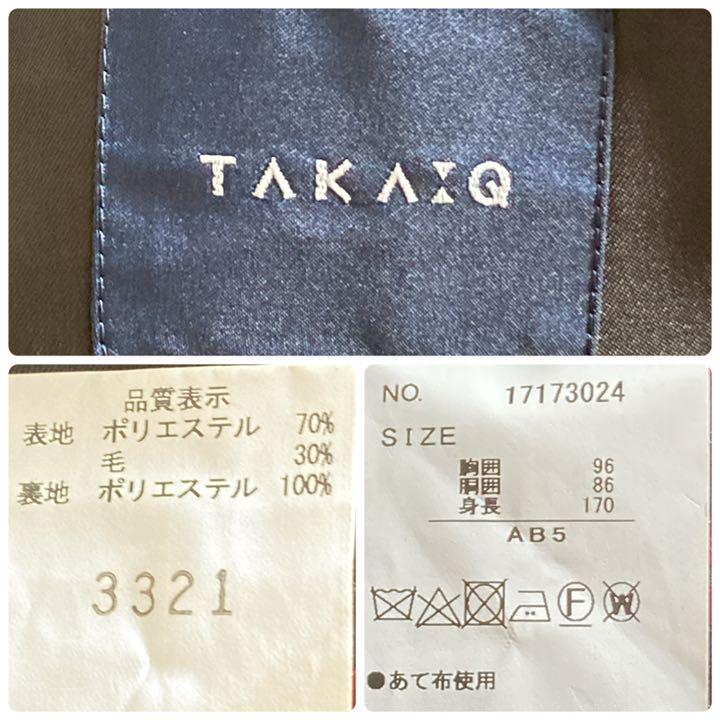 TAKA:Q
品質表示
表地 ポリエステル 70%
毛 30%
裏地 ポリエステル 100%
3321
NO. 17173024
SIZE
胸囲 96
胴囲 86
身長 170
AB5
F W
●あて布使用